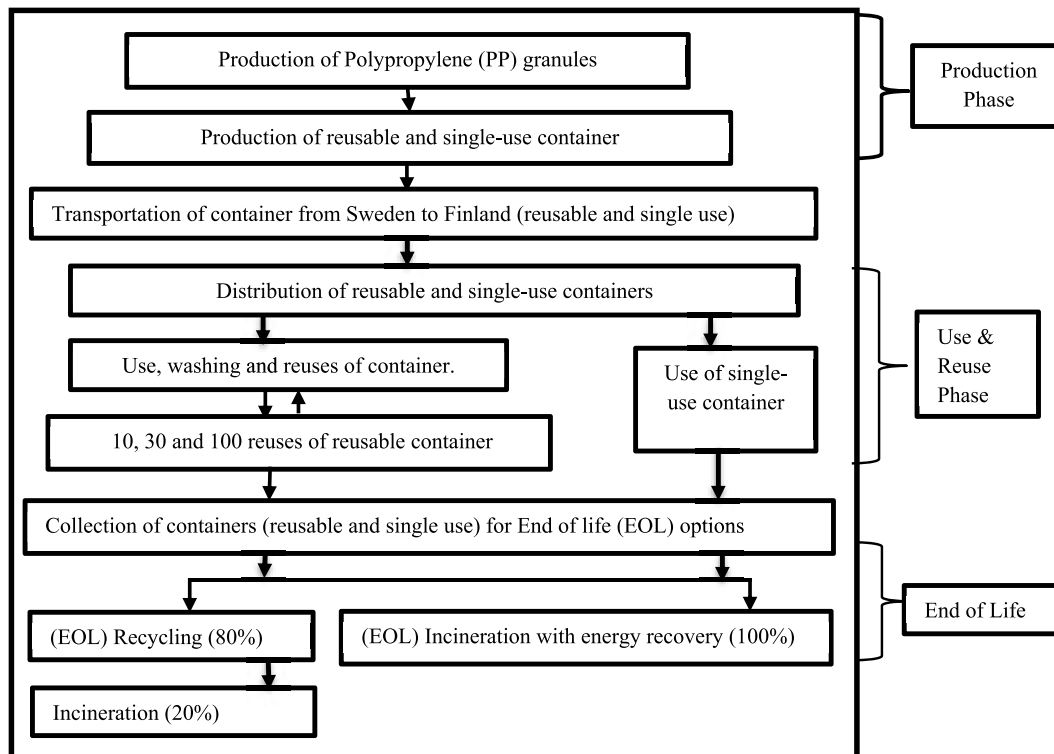 Production of Polypropylene (PP) granules
Production
Phase
Production of reusable and single-use container
Transportation of container from Sweden to Finland (reusable and single use)
Distribution of reusable and single-use containers
Use, washing and reuses of container.
Use of single-
use container
Use &
Reuse
Phase
10, 30 and 100 reuses of reusable container
Collection of containers (reusable and single use) for End of life (EOL) options
End of Life
(EOL) Recycling (80%)
(EOL) Incineration with energy recovery (100%)
Incineration (20%)